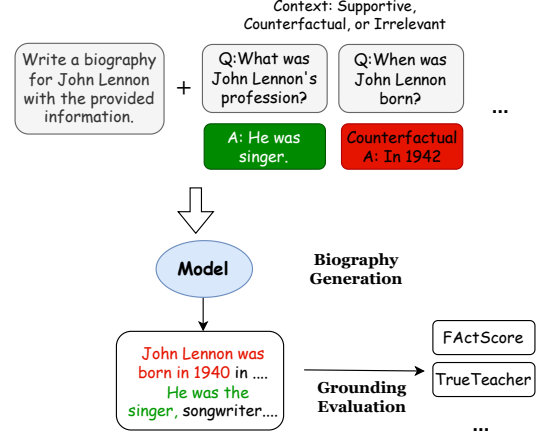 Context: Supportive,
Counterfactual, or Irrelevant
Write a biography
for John Lennon
with the provided
information.
+
Q:What was
John Lennon's
profession?
Q:When was
John Lennon
born?
...
A: He was
singer.
Counterfactual
A: In 1942
Model
Biography
Generation
John Lennon was
born in 1940 in ....
He was the
singer, songwriter....
Grounding
Evaluation
FActScore
TrueTeacher
...